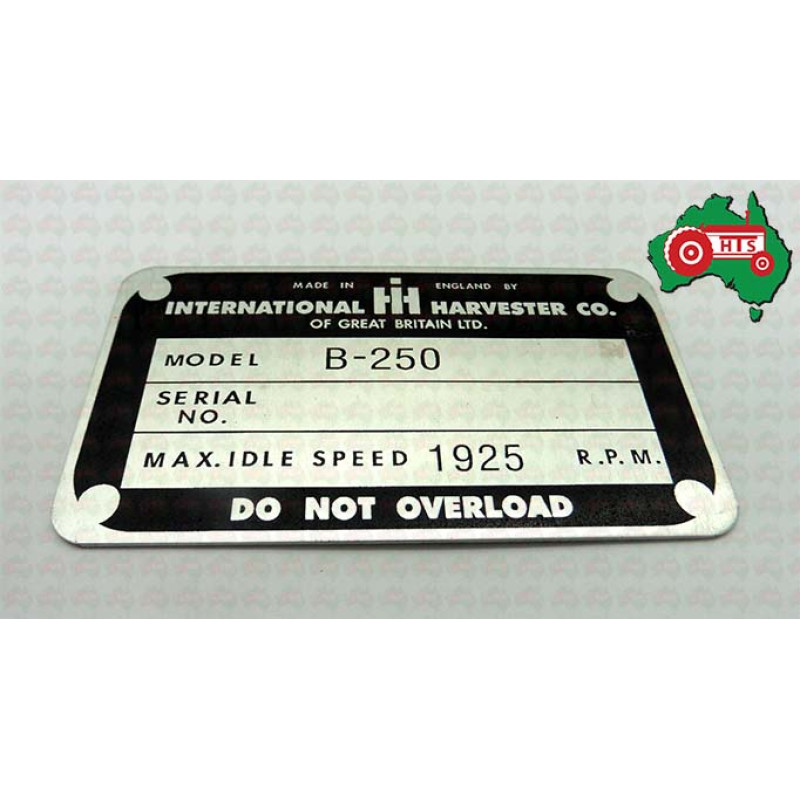 HTS
MADE IN ENGLAND BY
INTERNATIONAL IH HARVESTER CO.
OF GREAT BRITAIN LTD.
MODEL B-250
SERIAL
NO.
MAX. IDLE SPEED 1925 R.P.M.
DO NOT OVERLOAD